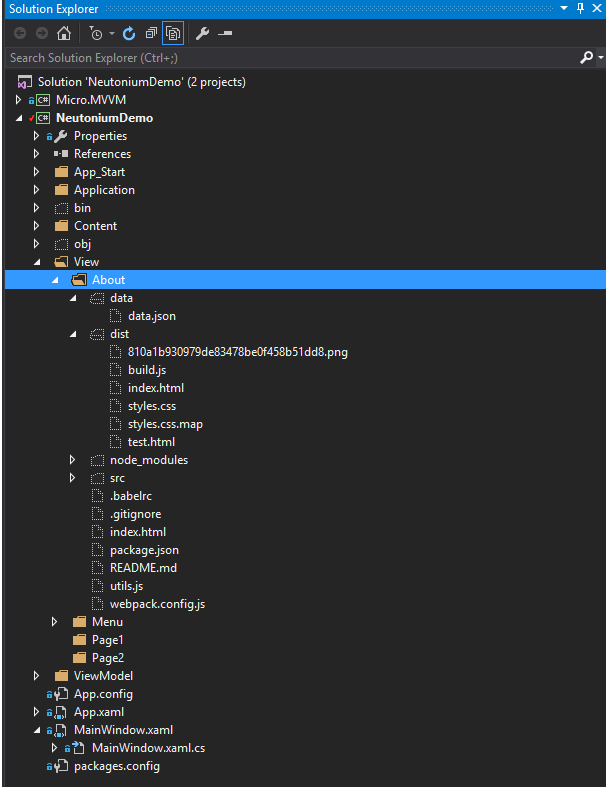 Solution Explorer
Search Solution Explorer (Ctrl+;)
Solution 'NeutoniumDemo' (2 projects)
C# Micro.MVVM
C# NeutoniumDemo
Properties
References
App_Start
Application
bin
Content
obj
View
About
data
data.json
dist
810a1b930979de83478be0f458b51dd8.png
build.js
index.html
styles.css
styles.css.map
test.html
node_modules
src
.babelrc
.gitignore
index.html
package.json
README.md
utils.js
webpack.config.js
Menu
Page1
Page2
ViewModel
App.config
App.xaml
MainWindow.xaml
MainWindow.xaml.cs
packages.config